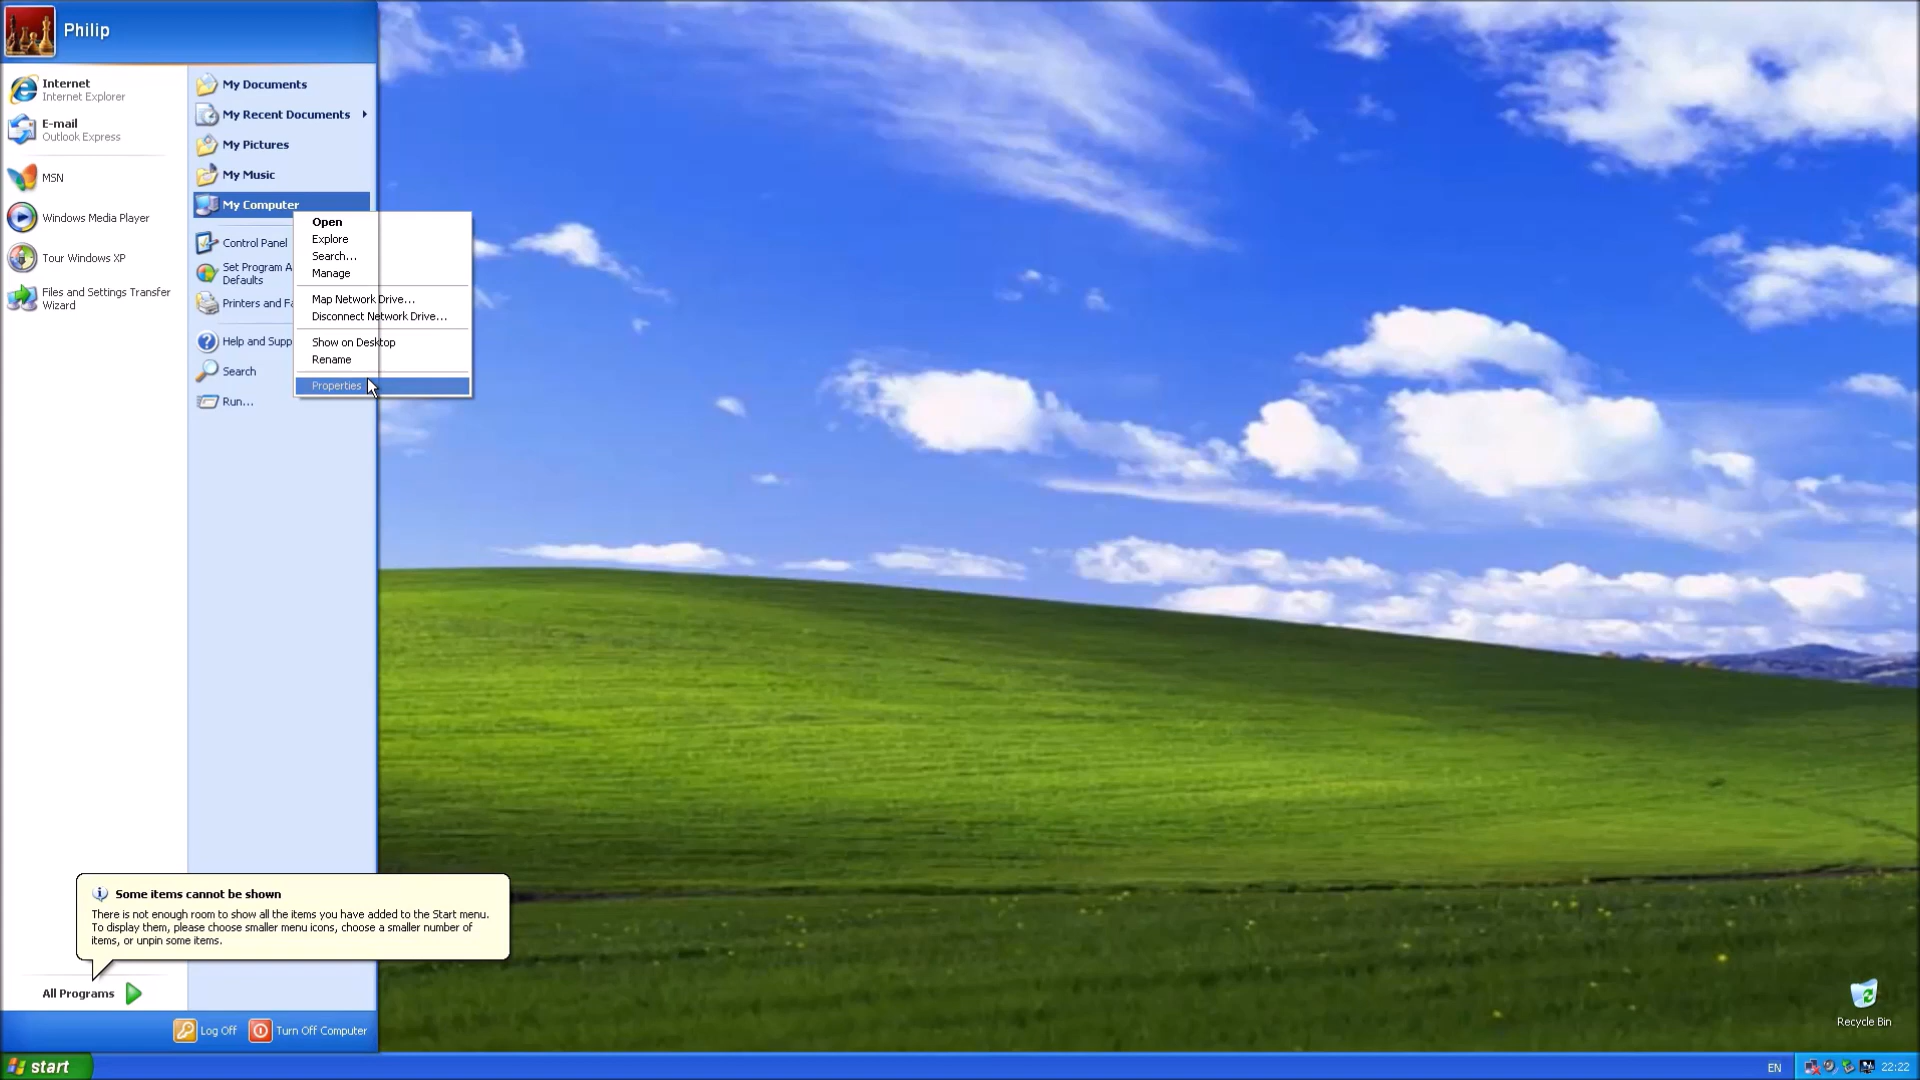 Philip
Internet
Internet Explorer
E-mail
Outlook Express
MSN
Windows Media Player
Tour Windows XP
Files and Settings Transfer
Wizard
My Documents
My Recent Documents
My Pictures
My Music
My Computer
Control Panel
Set Program A
Defaults
Printers and Fa
Help and Supp
Search
Run...
Open
Explore
Search...
Manage
Map Network Drive...
Disconnect Network Drive...
Show on Desktop
Rename
Properties
Some items cannot be shown
There is not enough room to show all the items you have added to the Start menu.
To display them, please choose smaller menu icons, choose a smaller number of
items, or unpin some items.
All Programs
Log Off
Turn Off Computer
Recycle Bin
start
EN
22:22